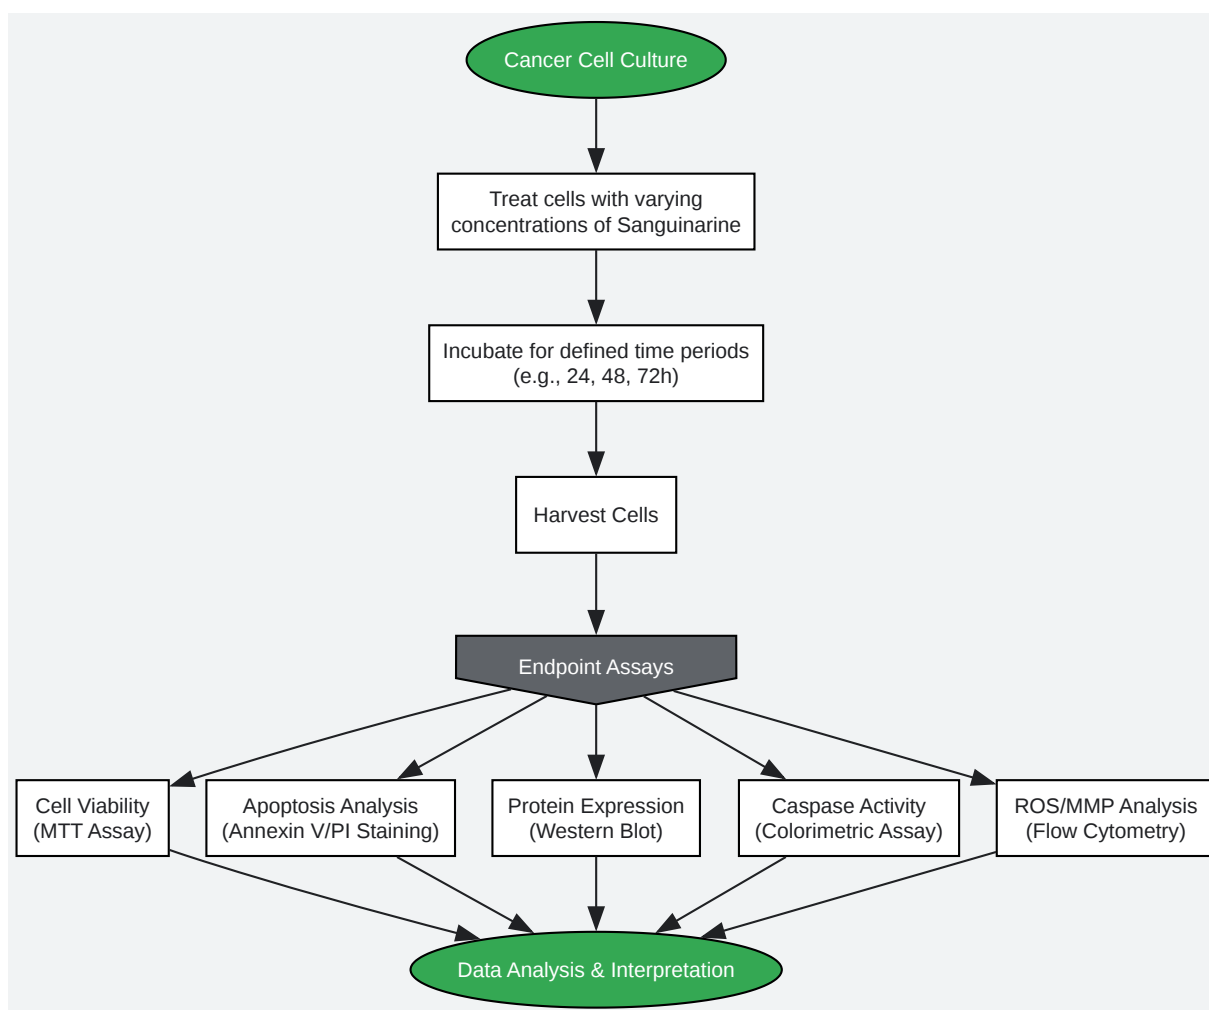 Cancer Cell Culture
Treat cells with varying
concentrations of Sanguinarine
Incubate for defined time periods
(e.g., 24, 48, 72h)
Harvest Cells
Endpoint Assays
Cell Viability
(MTT Assay)
Apoptosis Analysis
(Annexin V/PI Staining)
Protein Expression
(Western Blot)
Caspase Activity
(Colorimetric Assay)
ROS/MMP Analysis
(Flow Cytometry)
Data Analysis & Interpretation